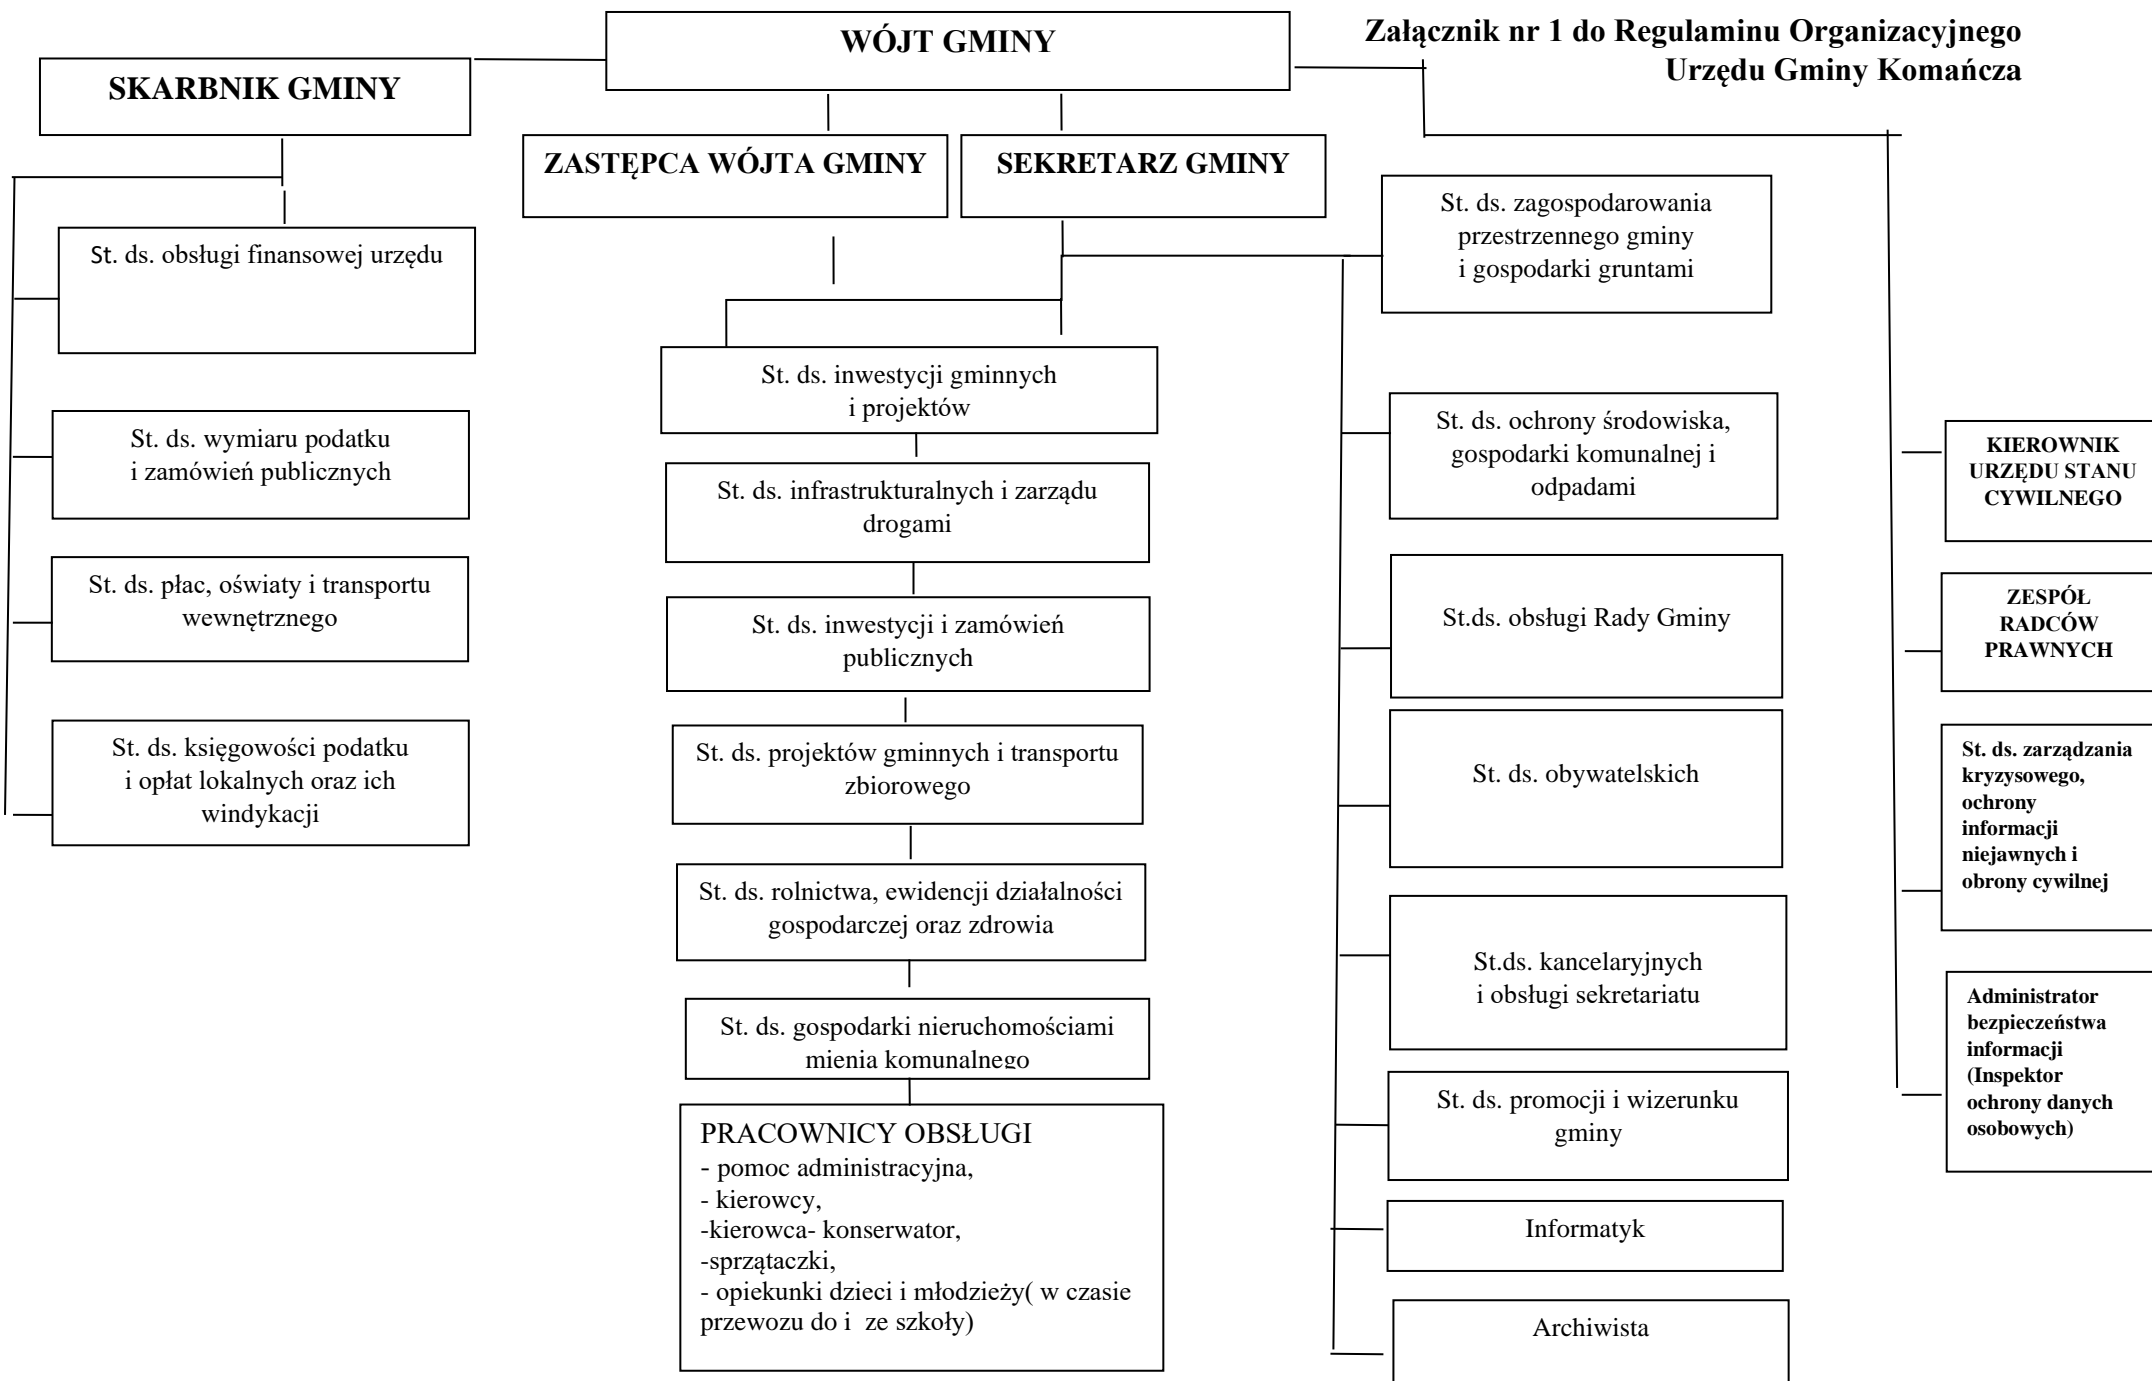 Załącznik nr 1 do Regulaminu Organizacyjnego
Urzędu Gminy Komańcza
WÓJT GMINY
SKARBNIK GMINY
ZASTĘPCA WÓJTA GMINY
SEKRETARZ GMINY
St. ds. obsługi finansowej urzędu
St. ds. wymiaru podatku
i zamówień publicznych
St. ds. płac, oświaty i transportu
wewnętrznego
St. ds. księgowości podatku
i opłat lokalnych oraz ich
windykacji
St. ds. inwestycji gminnych
i projektów
St. ds. infrastrukturalnych i zarządu
drogami
St. ds. inwestycji i zamówień
publicznych
St. ds. projektów gminnych i transportu
zbiorowego
St. ds. rolnictwa, ewidencji działalności
gospodarczej oraz zdrowia
St. ds. gospodarki nieruchomościami
mienia komunalnego
PRACOWNICY OBSŁUGI
- pomoc administracyjna,
- kierowcy,
-kierowca- konserwator,
-sprzątaczki,
- opiekunki dzieci i młodzieży( w czasie
przewozu do i  ze szkoły)
St. ds. zagospodarowania
przestrzennego gminy
i gospodarki gruntami
St. ds. ochrony środowiska,
gospodarki komunalnej i
odpadami
St.ds. obsługi Rady Gminy
St. ds. obywatelskich
St.ds. kancelaryjnych
i obsługi sekretariatu
St. ds. promocji i wizerunku
gminy
Informatyk
Archiwista
KIEROWNIK
URZĘDU STANU
CYWILNEGO
ZESPÓŁ
RADCÓW
PRAWNYCH
St. ds. zarządzania
kryzysowego,
ochrony
informacji
niejawnych i
obrony cywilnej
Administrator
bezpieczeństwa
informacji
(Inspektor
ochrony danych
osobowych)